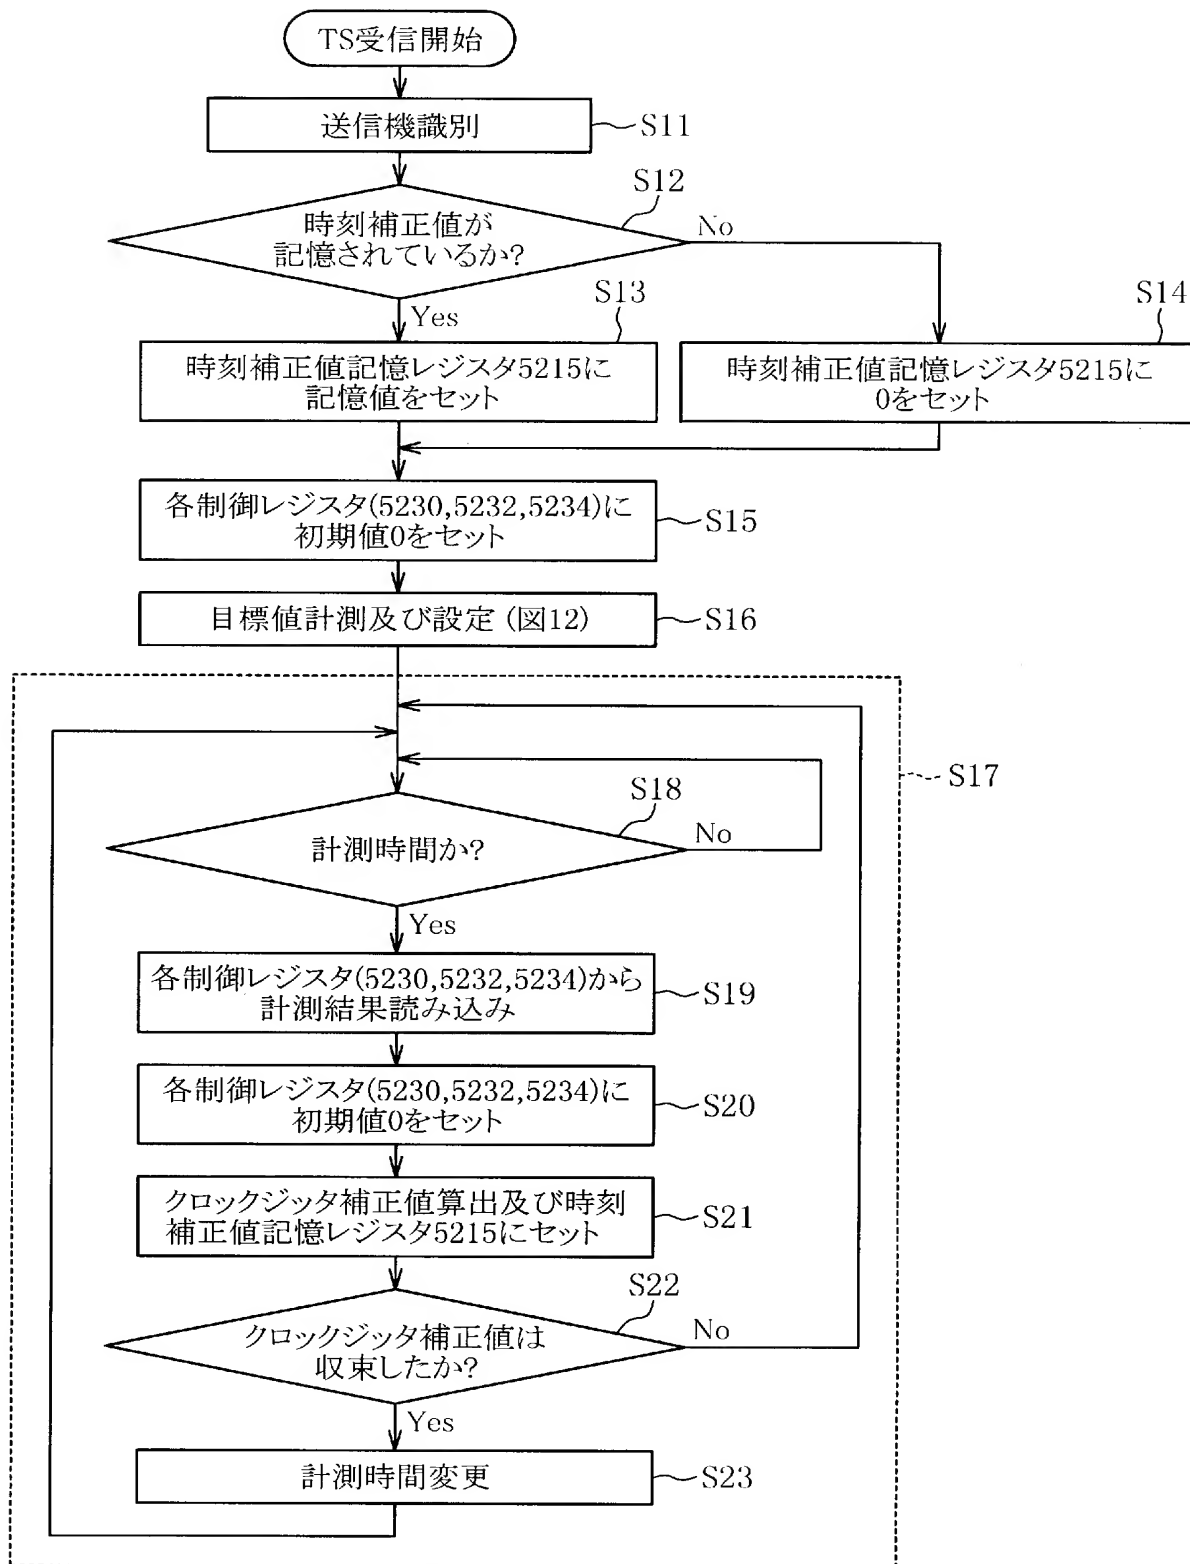 TS受信開始
送信機識別
S11
S12
時刻補正値が
記憶されているか?
No
Yes
S13
S14
時刻補正値記憶レジスタ5215に
記憶値をセット
時刻補正値記憶レジスタ5215に
0をセット
各制御レジスタ(5230,5232,5234)に
初期値0をセット
S15
目標値計測及び設定(図12)
S16
S17
S18
計測時間か?
No
Yes
各制御レジスタ(5230,5232,5234)から
計測結果読み込み
S19
各制御レジスタ(5230,5232,5234)に
初期値0をセット
S20
クロックジッタ補正値算出及び時刻
補正値記憶レジスタ5215にセット
S21
S22
クロックジッタ補正値は
収束したか?
No
Yes
計測時間変更
S23